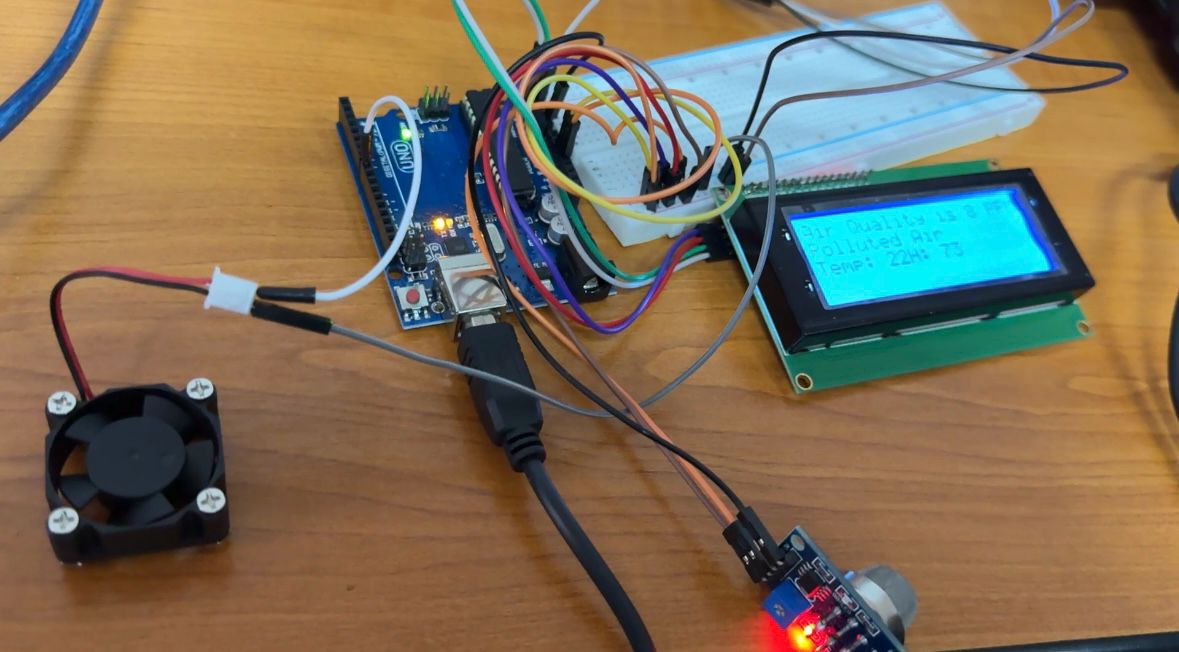 UNO
Air Quality is a
Polluted Air
Temp: 22H: 73